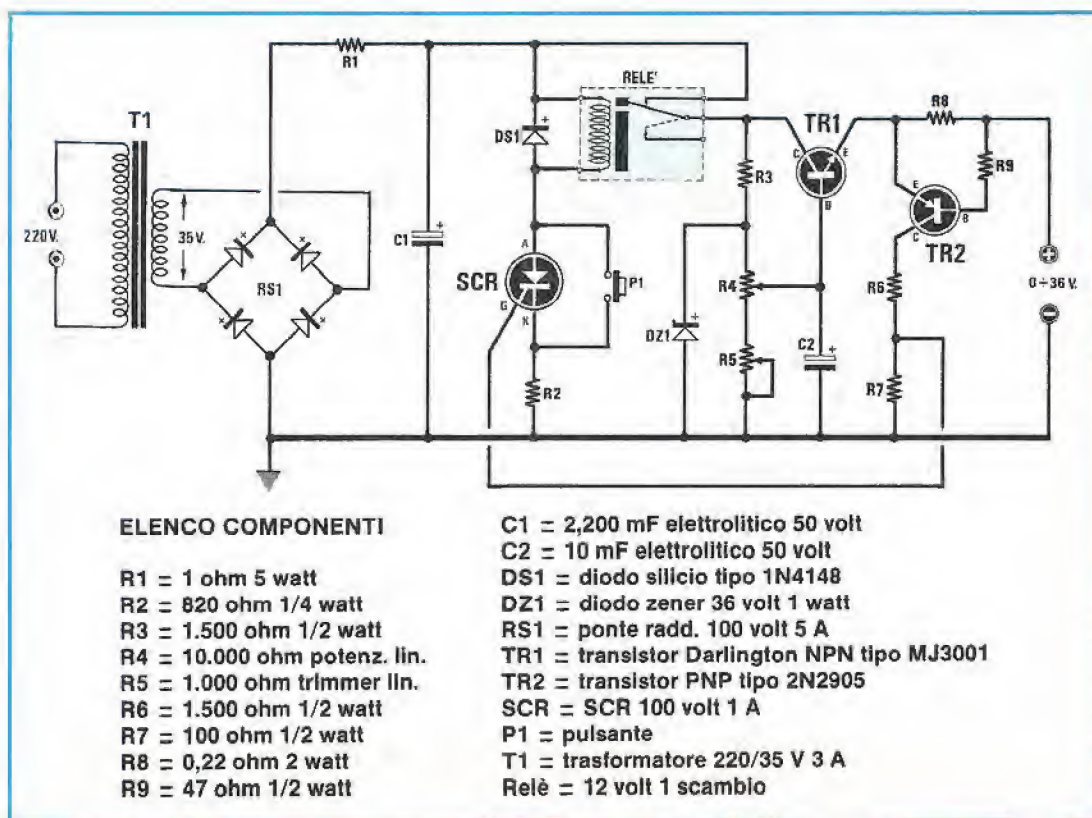 T1
220V.
35V.
RS1
R1
C1
RELE'
DS1
SCR
A
G
K
P1
R2
R3
DZ1
R4
R5
TR1
C
E
B
C2
R8
R9
E
B
C
TR2
R6
R7
0÷36 V.
ELENCO COMPONENTI
R1 = 1 ohm 5 watt
R2 = 820 ohm 1/4 watt
R3 = 1.500 ohm 1/2 watt
R4 = 10.000 ohm potenz. lin.
R5 = 1.000 ohm trimmer lin.
R6 = 1.500 ohm 1/2 watt
R7 = 100 ohm 1/2 watt
R8 = 0,22 ohm 2 watt
R9 = 47 ohm 1/2 watt
C1 = 2,200 mF elettrolitico 50 volt
C2 = 10 mF elettrolitico 50 volt
DS1 = diodo silicio tipo 1N4148
DZ1 = diodo zener 36 volt 1 watt
RS1 = ponte radd. 100 volt 5 A
TR1 = transistor Darlington NPN tipo MJ3001
TR2 = transistor PNP tipo 2N2905
SCR = SCR 100 volt 1 A
P1 = pulsante
T1 = trasformatore 220/35 V 3 A
Relè = 12 volt 1 scambio